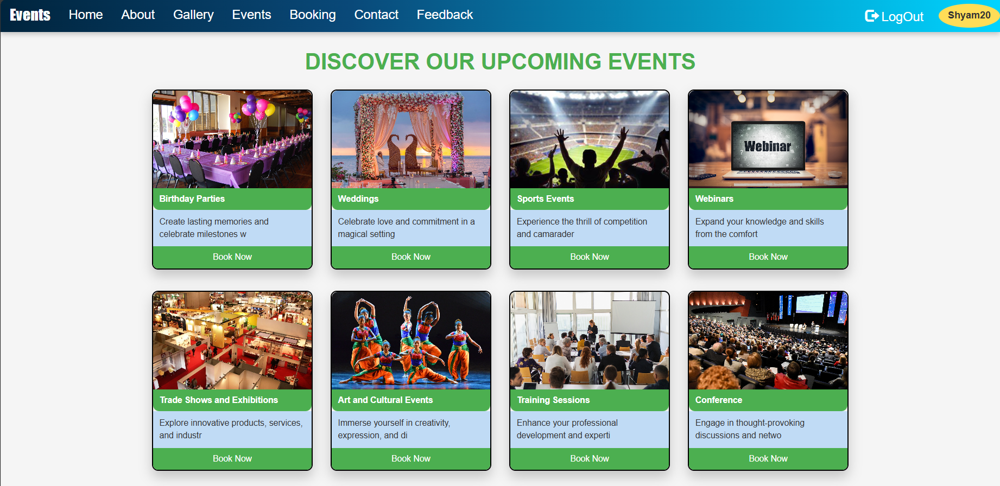 Events Home About Gallery Events Booking Contact Feedback LogOut Shyam20
DISCOVER OUR UPCOMING EVENTS
Webinar
Birthday Parties
Create lasting memories and
celebrate milestones w
Book Now
Weddings
Celebrate love and commitment in a
magical setting
Book Now
Sports Events
Experience the thrill of competition
and camarader
Book Now
Webinars
Expand your knowledge and skills
from the comfort
Book Now
Trade Shows and Exhibitions
Explore innovative products, services,
and industr
Book Now
Art and Cultural Events
Immerse yourself in creativity,
expression, and di
Book Now
Training Sessions
Enhance your professional
development and experti
Book Now
Conference
Engage in thought-provoking
discussions and netwo
Book Now